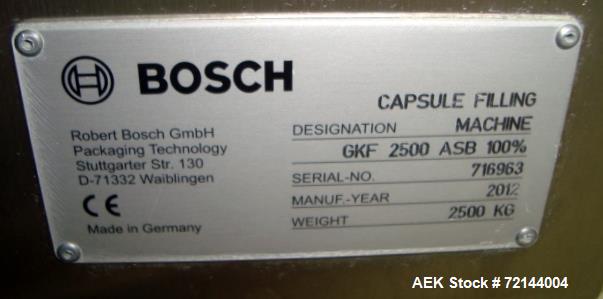 BOSCH
CAPSULE FILLING
Robert Bosch GmbH
Packaging Technology
Stuttgarter Str. 130
D-71332 Waiblingen
CE
Made in Germany
DESIGNATION MACHINE
GKF 2500 ASB 100%
SERIAL-NO. 716963
MANUF.-YEAR 2012
WEIGHT 2500 KG
AEK Stock # 72144004